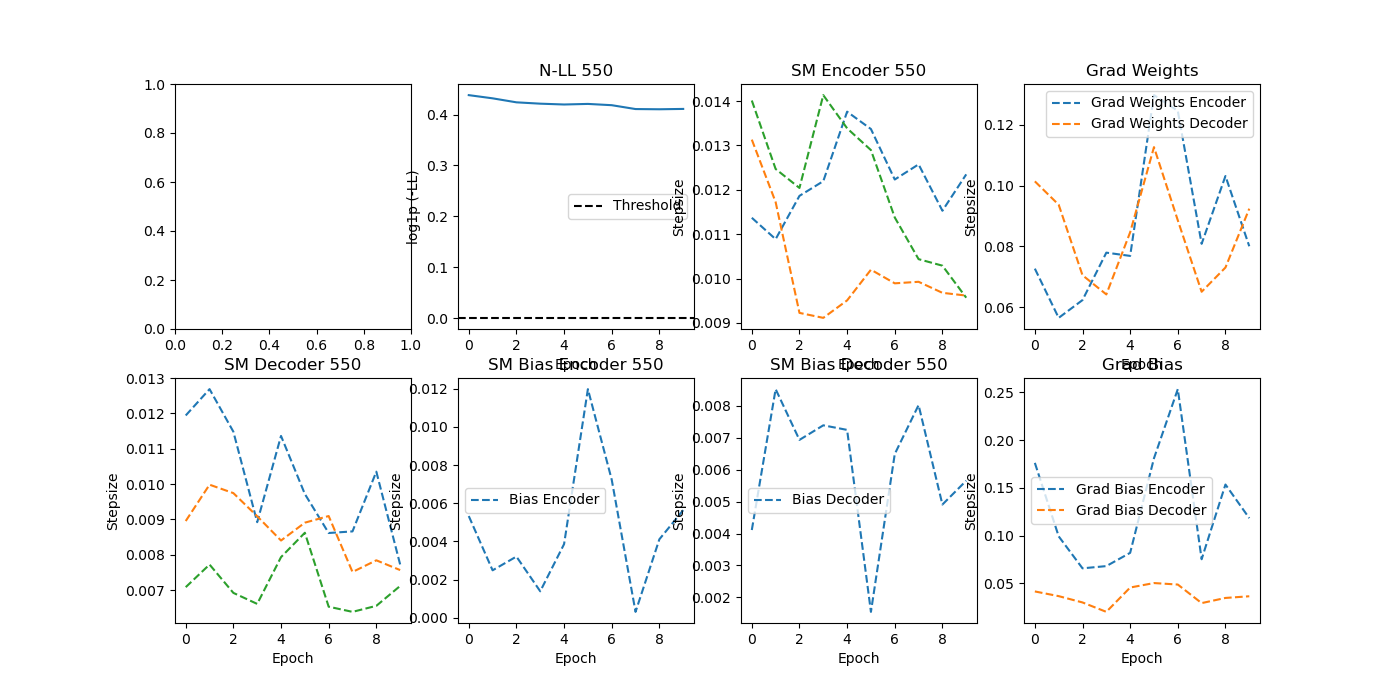 1.0
0.8
0.6
0.4
0.2
0.0
0.0 0.2 0.4 0.6 0.8 1.0
N-LL 550
log1p (-LL)
0.4
0.3
0.2
0.1
0.0
Threshold
0 2 4 6 8
Epoch
SM Encoder 550
Stepsize
0.014
0.013
0.012
0.011
0.010
0.009
0 2 4 6 8
Epoch
Grad Weights
Stepsize
0.12
0.10
0.08
0.06
Grad Weights Encoder
Grad Weights Decoder
0 2 4 6 8
Epoch
SM Decoder 550
Stepsize
0.013
0.012
0.011
0.010
0.009
0.008
0.007
0 2 4 6 8
Epoch
SM Bias Encoder 550
Stepsize
0.012
0.010
0.008
0.006
0.004
0.002
0.000
Bias Encoder
0 2 4 6 8
Epoch
SM Bias Decoder 550
Stepsize
0.008
0.007
0.006
0.005
0.004
0.003
0.002
Bias Decoder
0 2 4 6 8
Epoch
Grad Bias
Stepsize
0.25
0.20
0.15
0.10
0.05
Grad Bias Encoder
Grad Bias Decoder
0 2 4 6 8
Epoch